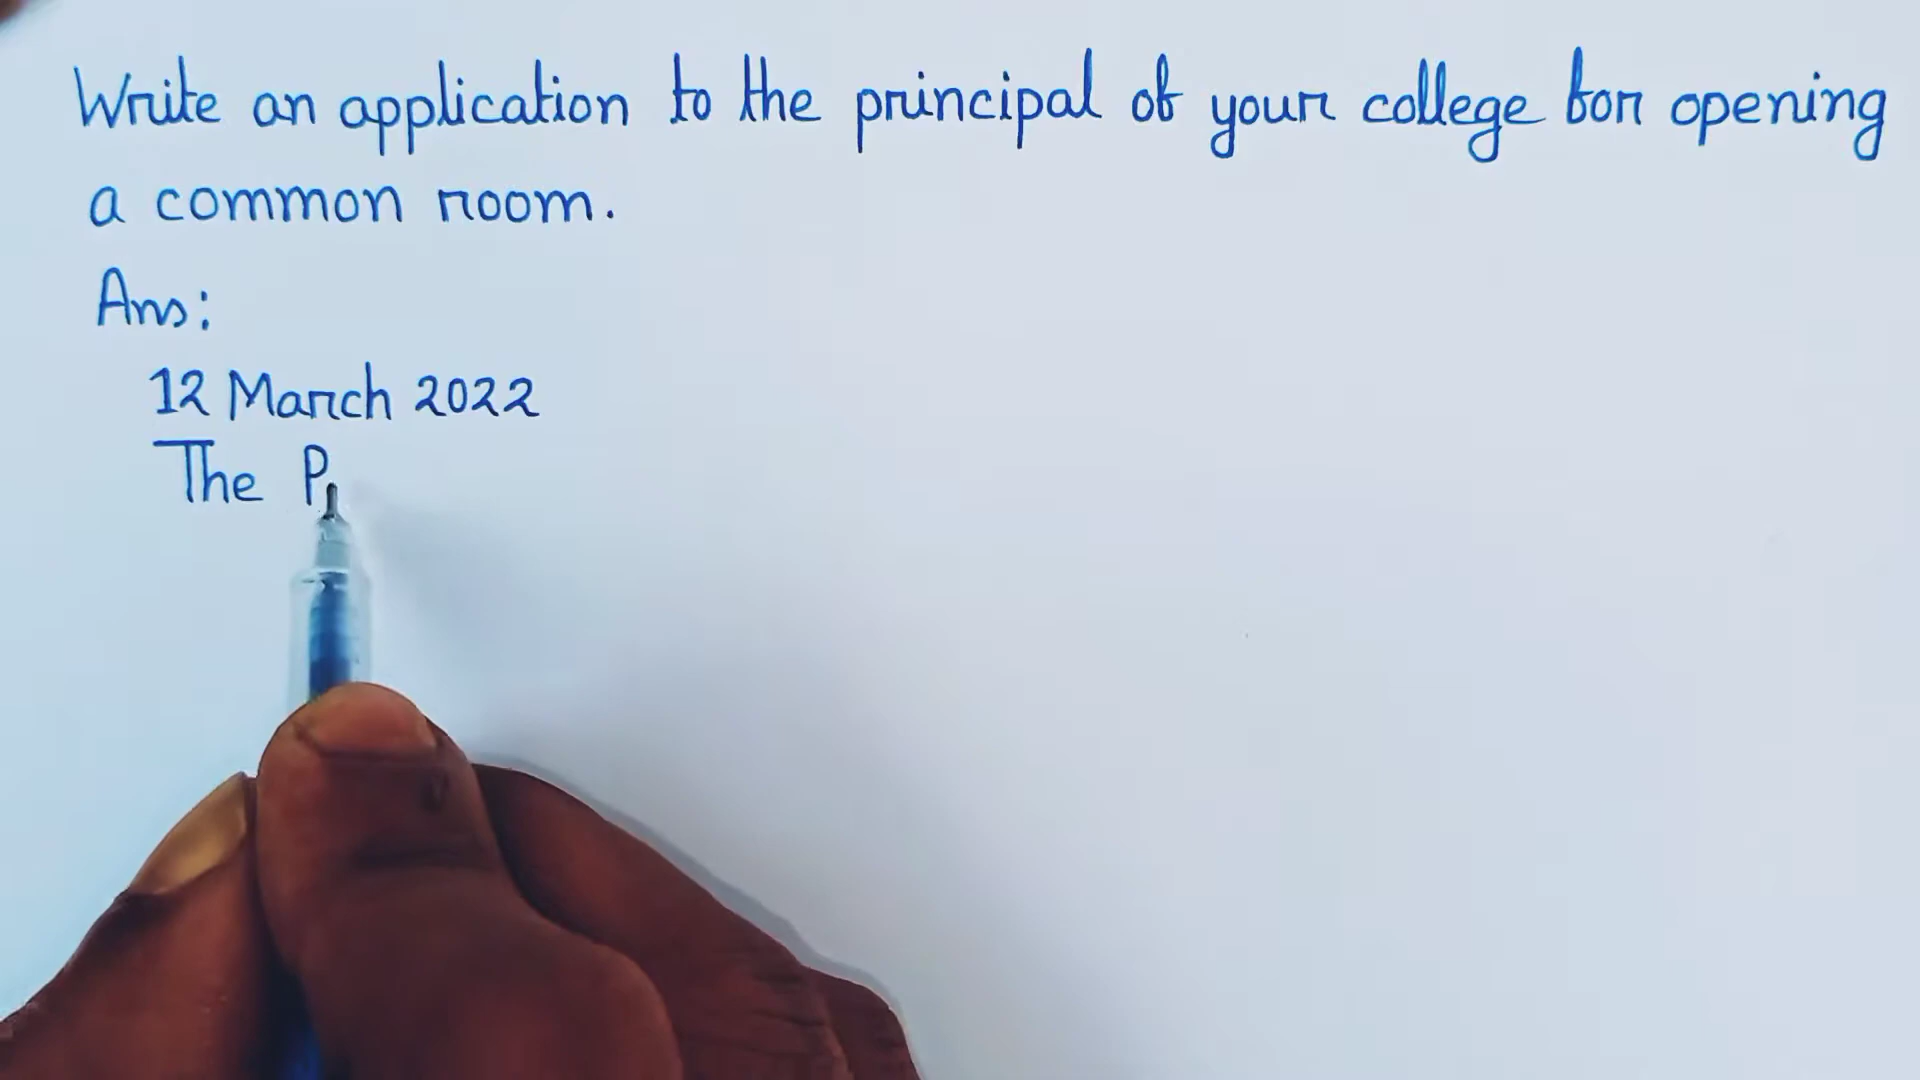 Write an application to the principal of your college for opening
a common room.
Ans:
12 March 2022
The P